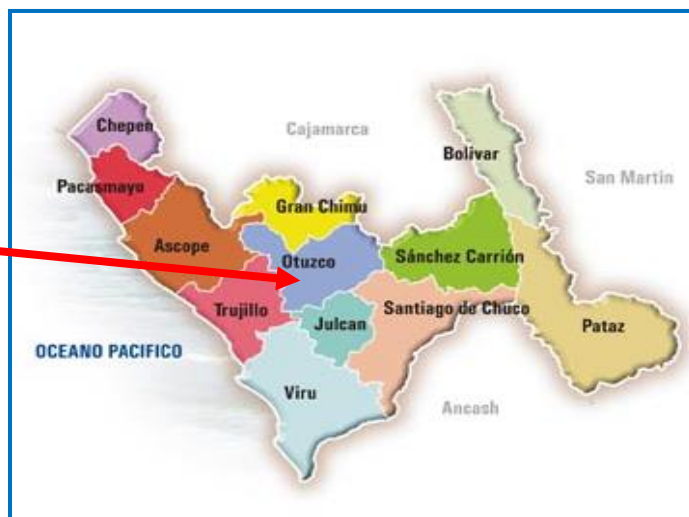 Chepen
Cajamarca
Bolivar
San Martin
Pacasmayo
Gran Chimu
Ascope
Otuzco
Sánchez Carrión
Trujillo
Julcan
Santiago de Chuco
Pataz
OCEANO PACIFICO
Viru
Ancash